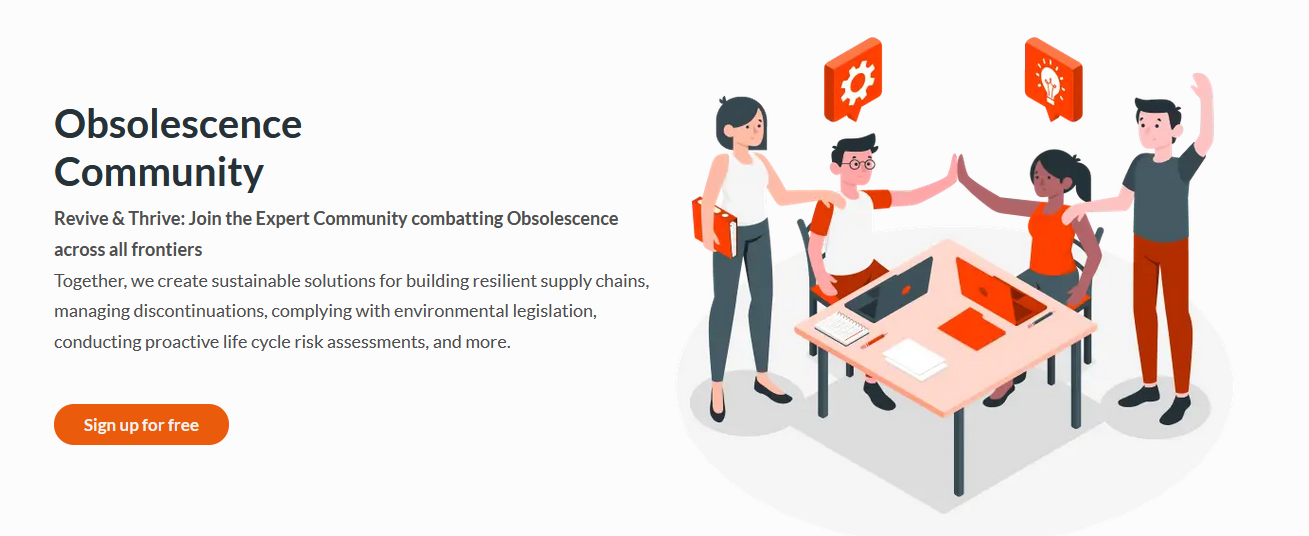 Obsolescence
Community
Revive & Thrive: Join the Expert Community combatting Obsolescence
across all frontiers
Together, we create sustainable solutions for building resilient supply chains,
managing discontinuations, complying with environmental legislation,
conducting proactive life cycle risk assessments, and more.
Sign up for free